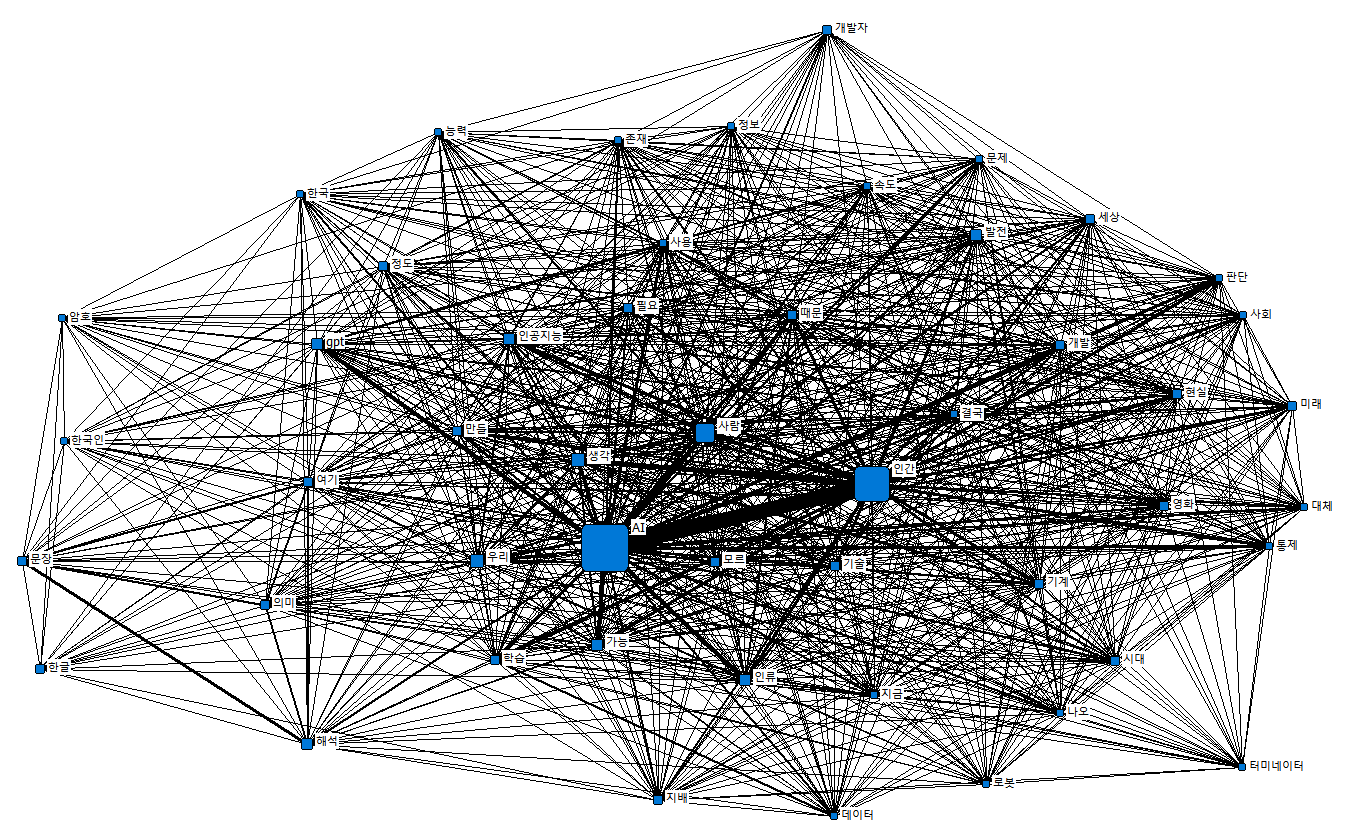 개발자
정보
능력
존재
문제
속도
한국
세상
발전
사용
정도
판단
필요
때문
사회
암호
인공지능
gpt
개발
현실
미래
결국
사람
만듬
한국인
생각
인간
여기
영화
대체
AI
통제
우리
모르
문장
기술
기계
의미
가능
학습
시대
한글
인류
지금
나오
해석
터미네이터
로봇
지배
데이터